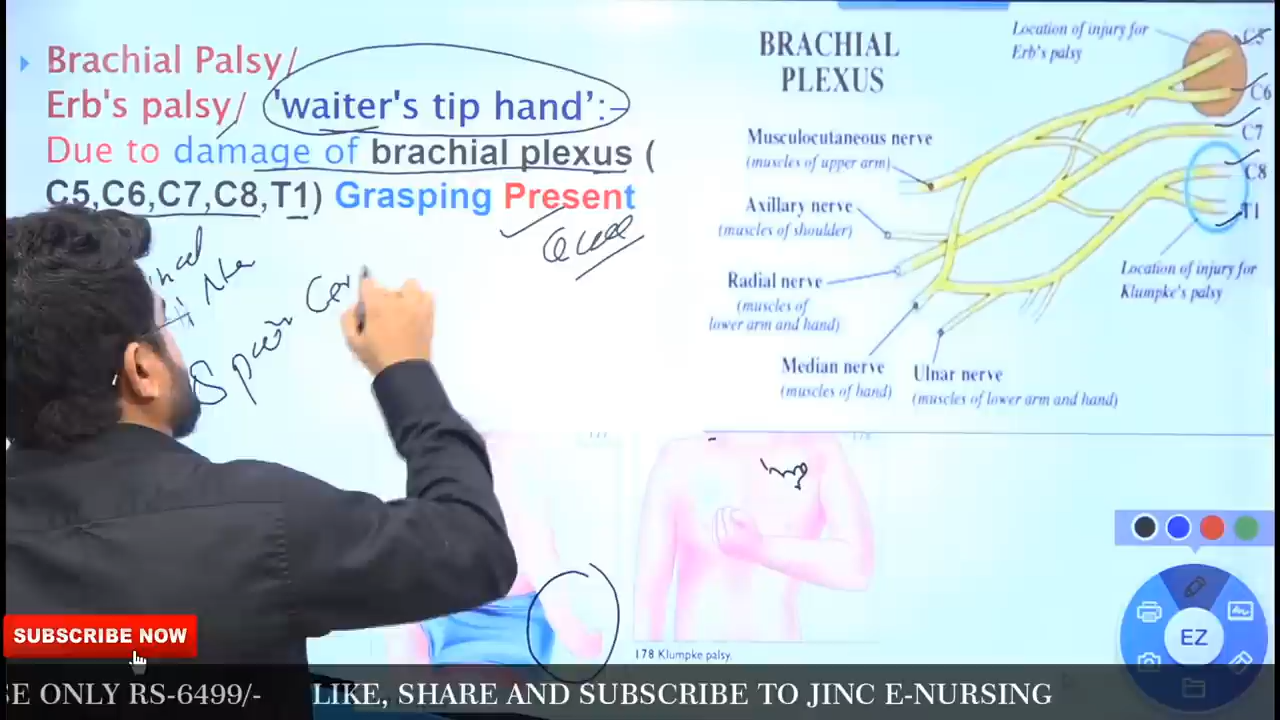 Brachial Palsy/
Erb's palsy/ 'waiter's tip hand':-
Due to damage of brachial plexus (
C5,C6,C7,C8,T1) Grasping Present
BRACHIAL
PLEXUS
Location of injury for
Erb's palsy
C5
C6
C7
C8
T1
Musculocutaneous nerve
(muscles of upper arm)
Axillary nerve
(muscles of shoulder)
Radial nerve
(muscles of
lower arm and hand)
Median nerve
(muscles of hand)
Ulnar nerve
(muscles of lower arm and hand)
Location of injury for
Klumpke's palsy
177
178
178 Klumpke palsy.
EZ
SUBSCRIBE NOW
SE ONLY RS-6499/- LIKE, SHARE AND SUBSCRIBE TO JINC E-NURSING